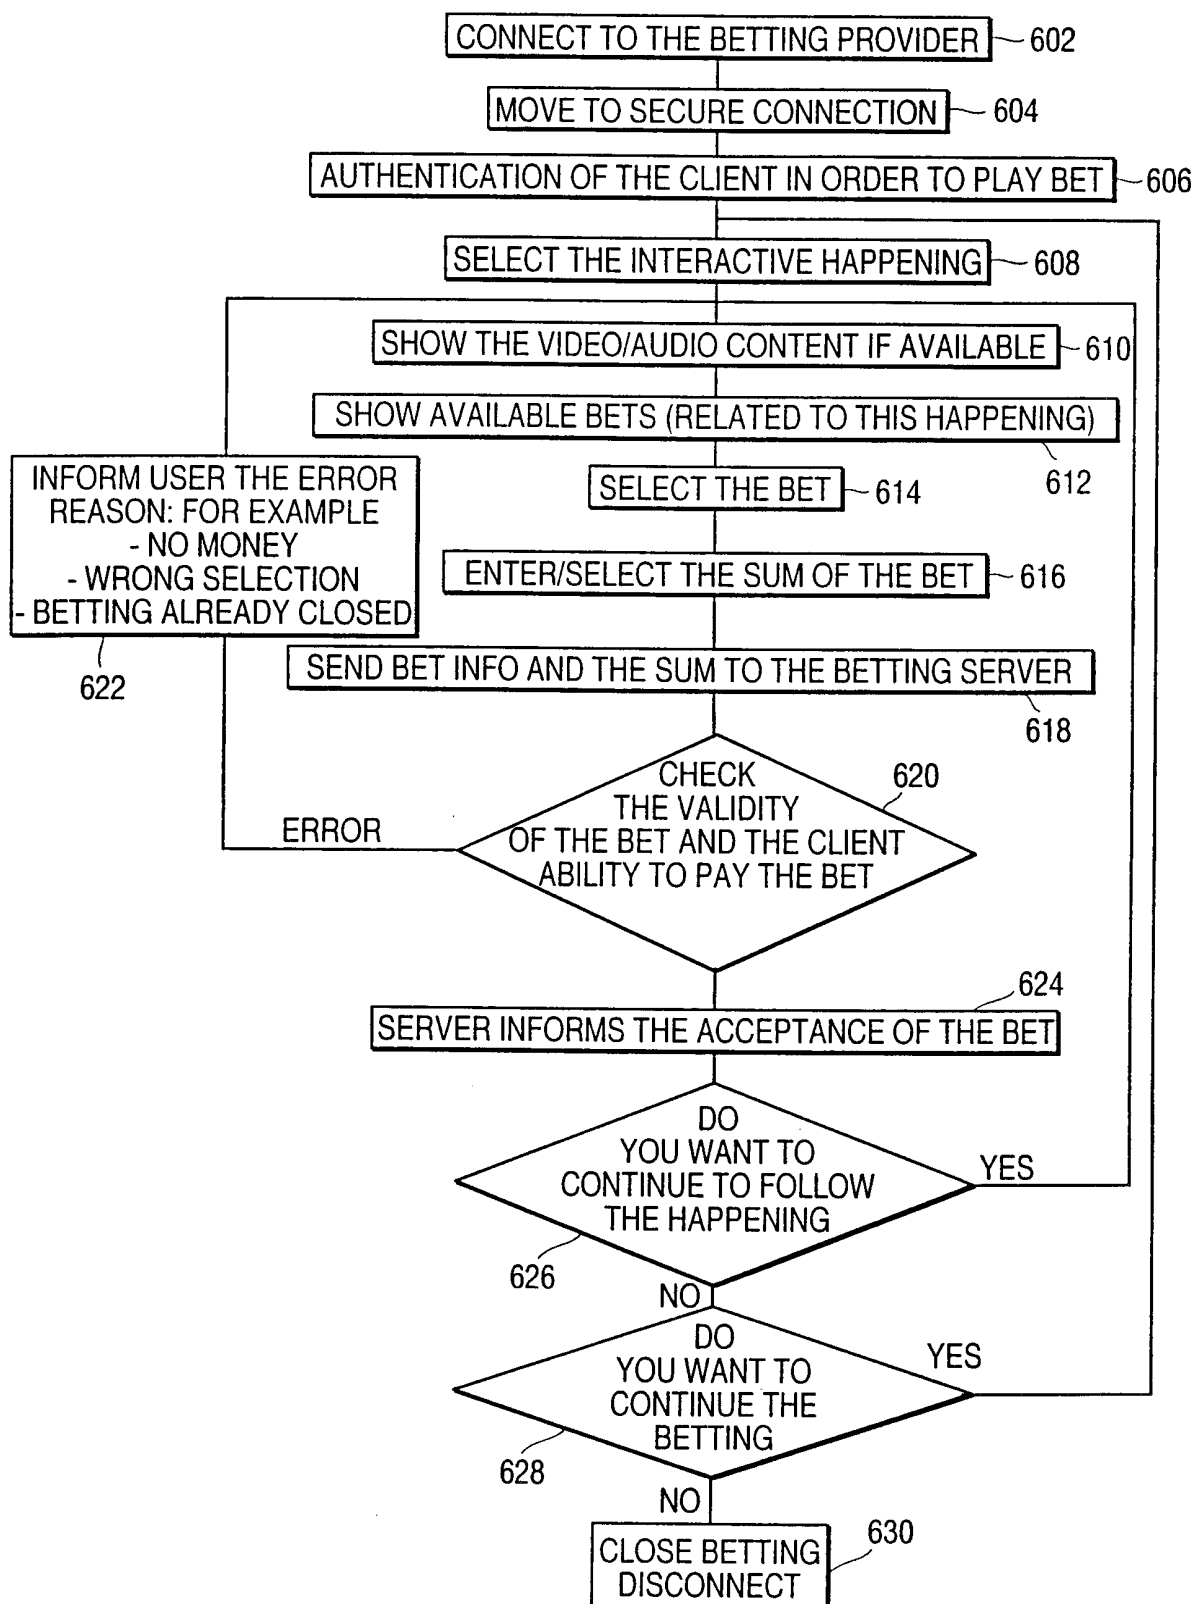 CONNECT TO THE BETTING PROVIDER
602
MOVE TO SECURE CONNECTION
604
AUTHENTICATION OF THE CLIENT IN ORDER TO PLAY BET
606
SELECT THE INTERACTIVE HAPPENING
608
SHOW THE VIDEO/AUDIO CONTENT IF AVAILABLE
610
SHOW AVAILABLE BETS (RELATED TO THIS HAPPENING)
612
SELECT THE BET
614
ENTER/SELECT THE SUM OF THE BET
616
INFORM USER THE ERROR
REASON: FOR EXAMPLE
- NO MONEY
- WRONG SELECTION
- BETTING ALREADY CLOSED
622
SEND BET INFO AND THE SUM TO THE BETTING SERVER
618
CHECK
THE VALIDITY
OF THE BET AND THE CLIENT
ABILITY TO PAY THE BET
620
ERROR
SERVER INFORMS THE ACCEPTANCE OF THE BET
624
DO
YOU WANT TO
CONTINUE TO FOLLOW
THE HAPPENING
YES
626
NO
DO
YOU WANT TO
CONTINUE THE
BETTING
YES
628
NO
CLOSE BETTING
DISCONNECT
630